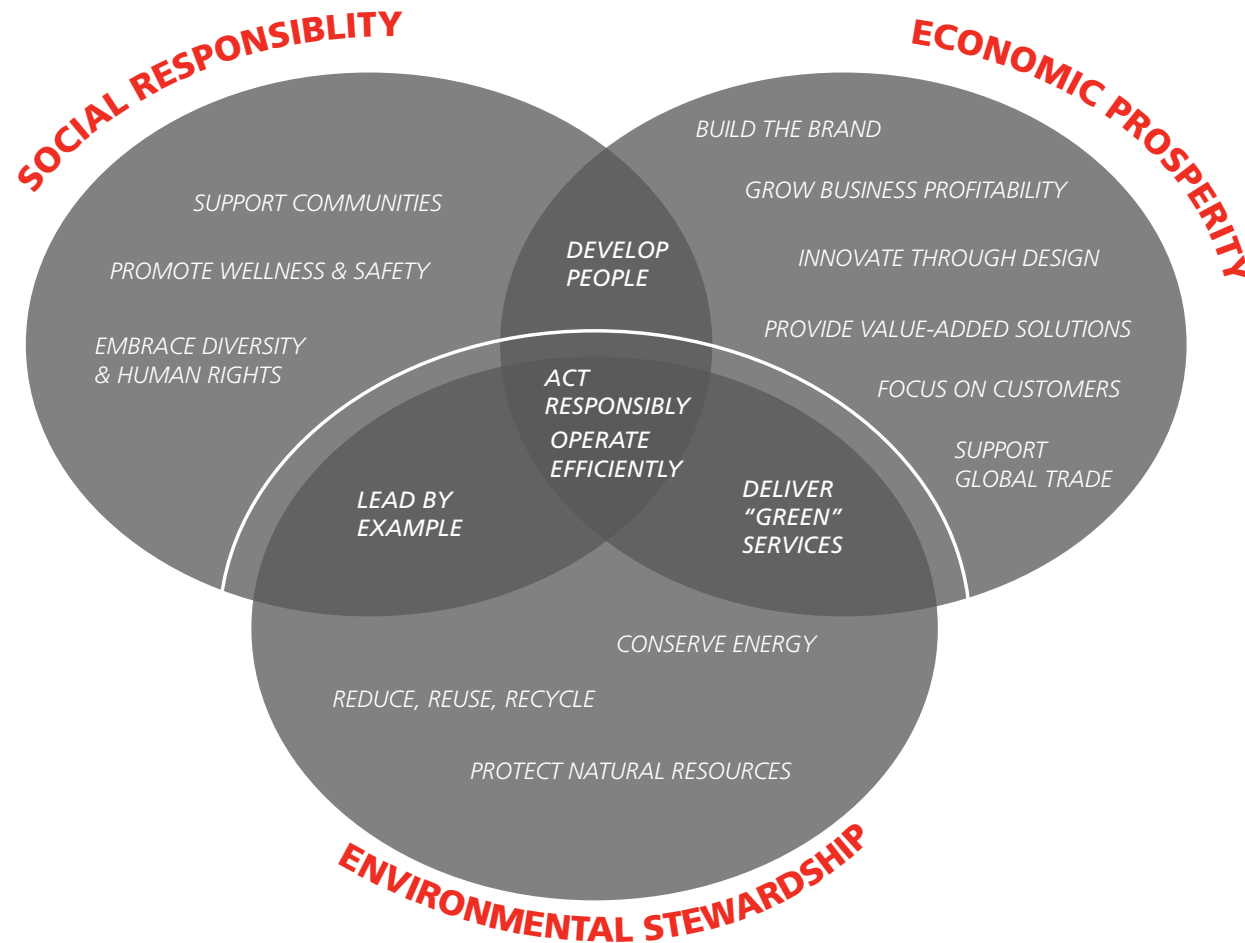 SOCIAL RESPONSIBLITY
ECONOMIC PROSPERITY
SUPPORT COMMUNITIES
PROMOTE WELLNESS & SAFETY
EMBRACE DIVERSITY
& HUMAN RIGHTS
DEVELOP
PEOPLE
BUILD THE BRAND
GROW BUSINESS PROFITABILITY
INNOVATE THROUGH DESIGN
PROVIDE VALUE-ADDED SOLUTIONS
FOCUS ON CUSTOMERS
SUPPORT
GLOBAL TRADE
ACT
RESPONSIBLY
OPERATE
EFFICIENTLY
LEAD BY
EXAMPLE
DELIVER
"GREEN"
SERVICES
CONSERVE ENERGY
REDUCE, REUSE, RECYCLE
PROTECT NATURAL RESOURCES
ENVIRONMENTAL STEWARDSHIP